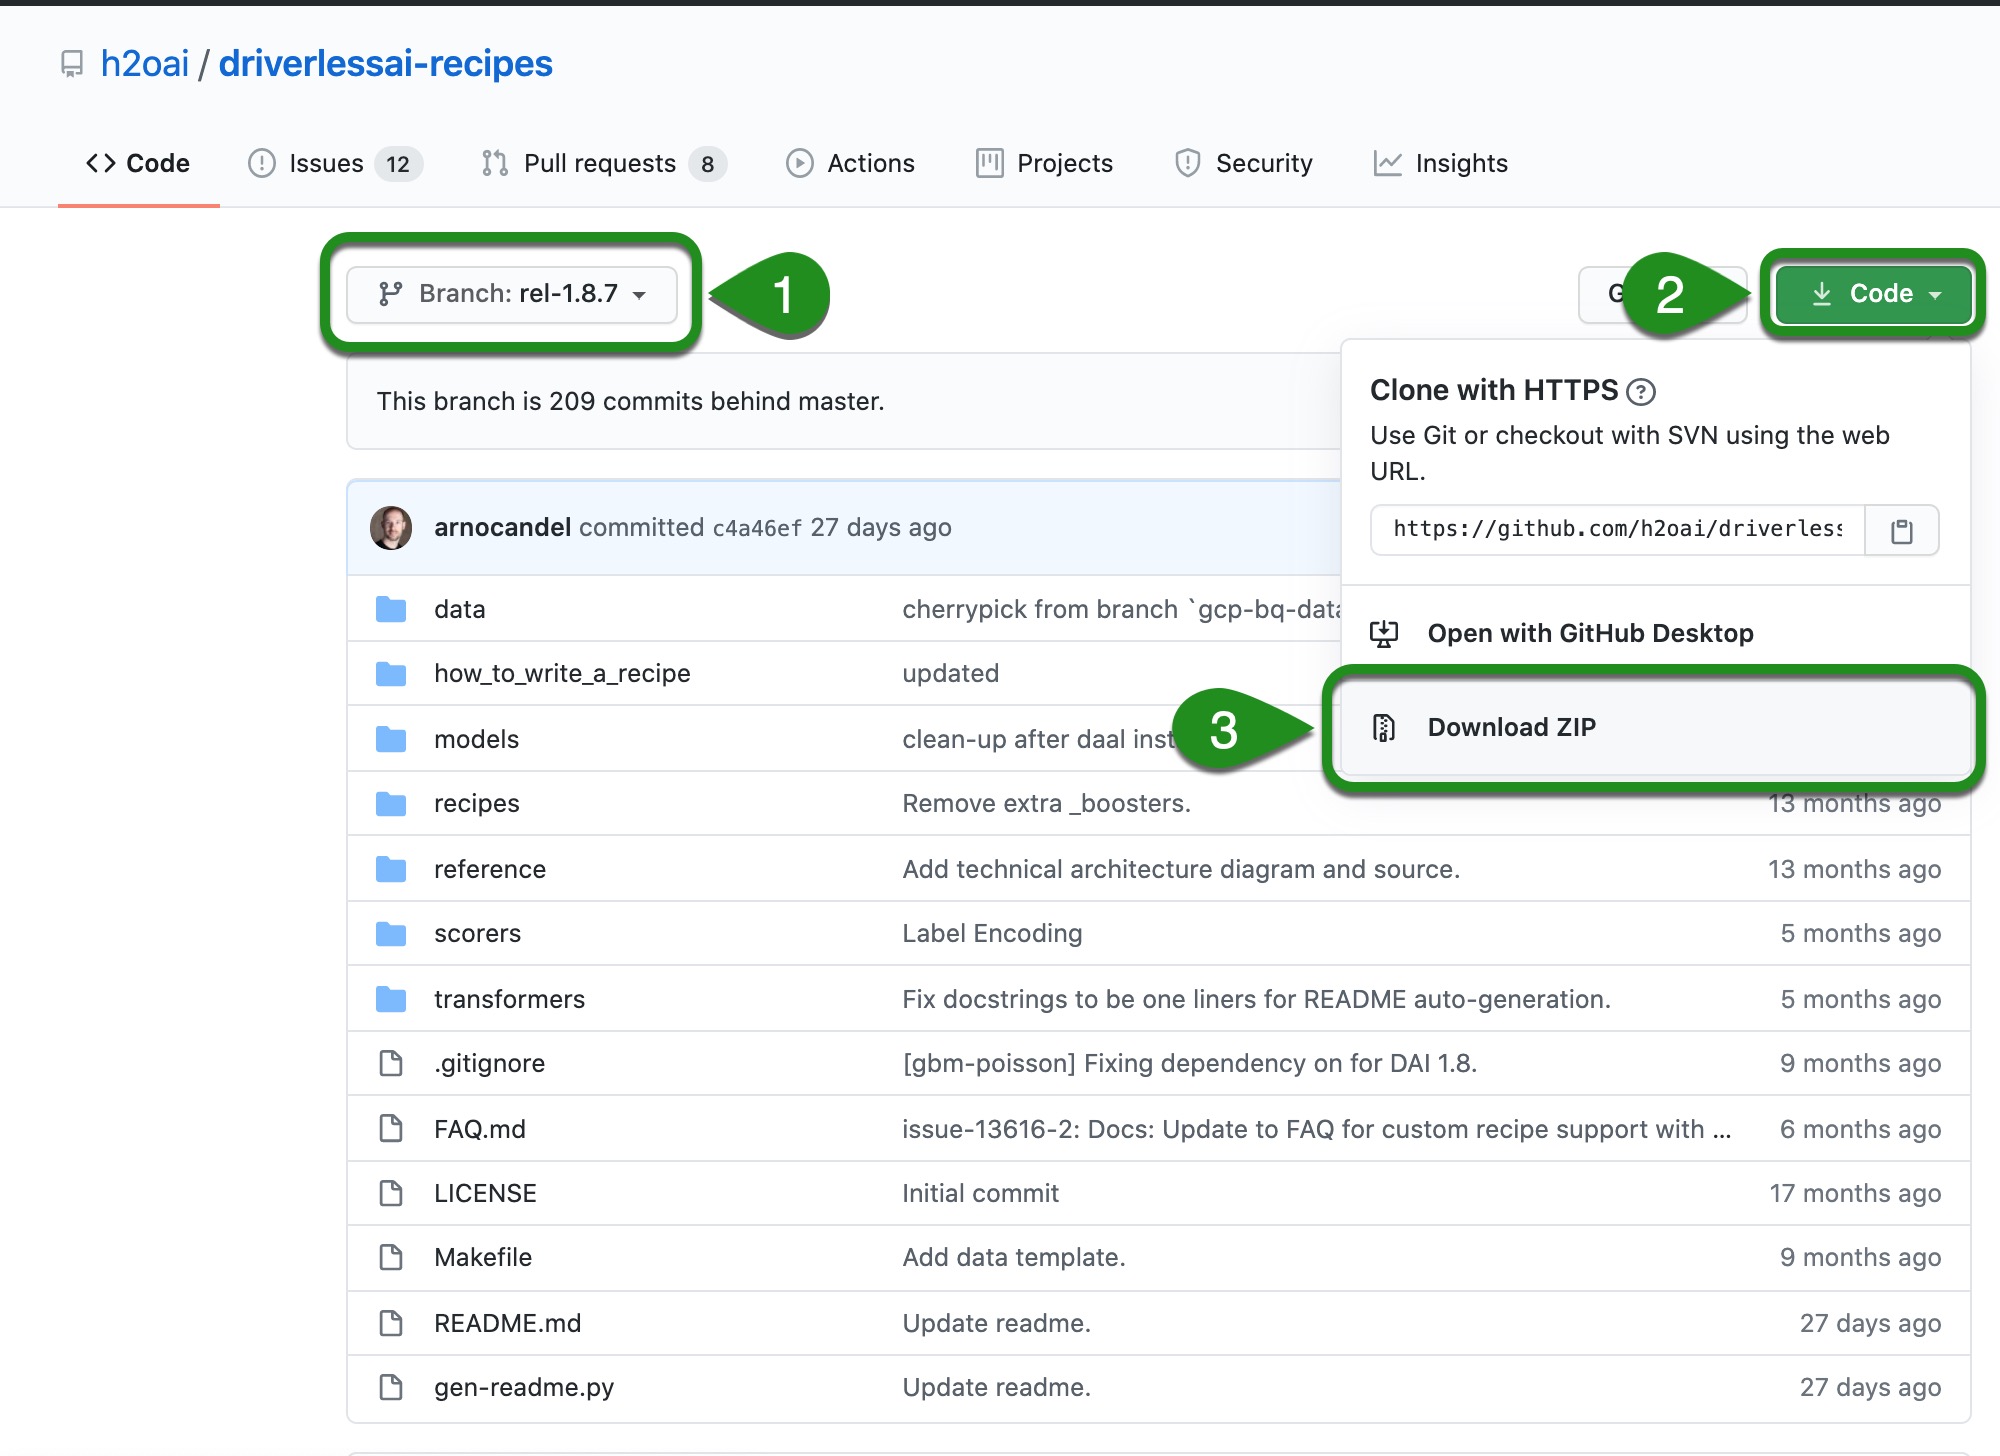 h2oai / driverlessai-recipes
Code
Issues 12
Pull requests 8
Actions
Projects
Security
Insights
Branch: rel-1.8.7
1
2
Code
This branch is 209 commits behind master.
Clone with HTTPS ?
Use Git or checkout with SVN using the web
URL.
https://github.com/h2oai/driverless
Open with GitHub Desktop
3
Download ZIP
arnocandel committed c4a46ef 27 days ago
data cherrypick from branch `gcp-bq-data
how_to_write_a_recipe updated
models clean-up after daal inst
recipes Remove extra _boosters. 13 months ago
reference Add technical architecture diagram and source. 13 months ago
scorers Label Encoding 5 months ago
transformers Fix docstrings to be one liners for README auto-generation. 5 months ago
.gitignore [gbm-poisson] Fixing dependency on for DAI 1.8. 9 months ago
FAQ.md issue-13616-2: Docs: Update to FAQ for custom recipe support with ... 6 months ago
LICENSE Initial commit 17 months ago
Makefile Add data template. 9 months ago
README.md Update readme. 27 days ago
gen-readme.py Update readme. 27 days ago